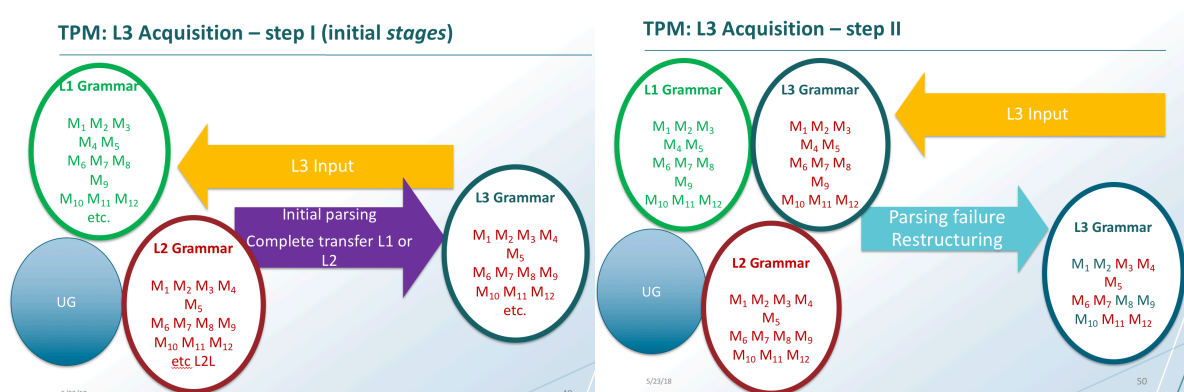 TPM: L3 Acquisition – step I (initial stages)
L1 Grammar
M₁ M₂ M₃
M₄ M₅
M₆ M₇ M₈
M₉
M₁₀ M₁₁ M₁₂
etc.
L3 Input
Initial parsing
Complete transfer L1 or
L2
L3 Grammar
M₁ M₂ M₃ M₄
M₅
M₆ M₇ M₈ M₉
M₁₀ M₁₁ M₁₂
etc.
UG
L2 Grammar
M₁ M₂ M₃ M₄
M₅
M₆ M₇ M₈ M₉
M₁₀ M₁₁ M₁₂
etc L2L
TPM: L3 Acquisition – step II
L1 Grammar
M₁ M₂ M₃
M₄ M₅
M₆ M₇ M₈
M₉
M₁₀ M₁₁ M₁₂
L3 Grammar
M₁ M₂ M₃
M₄ M₅
M₆ M₇ M₈
M₉
M₁₀ M₁₁ M₁₂
L3 Input
Parsing failure
Restructuring
L3 Grammar
M₁ M₂ M₃ M₄
M₅
M₆ M₇ M₈ M₉
M₁₀ M₁₁ M₁₂
UG
L2 Grammar
M₁ M₂ M₃ M₄
M₅
M₆ M₇ M₈ M₉
M₁₀ M₁₁ M₁₂
5/23/18
50